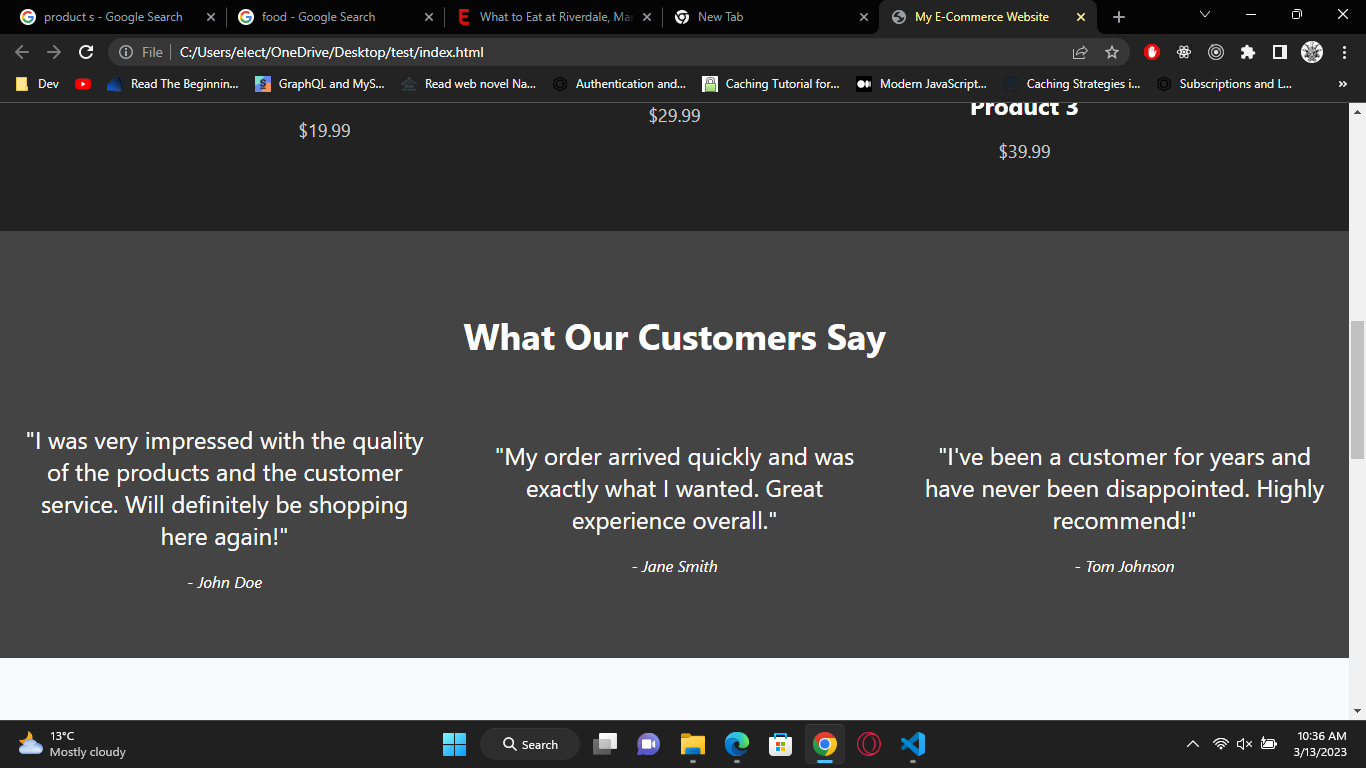 product s - Google Search
food - Google Search
What to Eat at Riverdale, Mar
New Tab
My E-Commerce Website
File
C:/Users/elect/OneDrive/Desktop/test/index.html
Dev
Read The Beginnin...
GraphQL and MyS...
Read web novel Na...
Authentication and...
Caching Tutorial for...
Modern JavaScript...
Caching Strategies i...
Subscriptions and L...
»
Product 3
$19.99
$29.99
$39.99
What Our Customers Say
"I was very impressed with the quality
of the products and the customer
service. Will definitely be shopping
here again!"
- John Doe
"My order arrived quickly and was
exactly what I wanted. Great
experience overall."
- Jane Smith
"I've been a customer for years and
have never been disappointed. Highly
recommend!"
- Tom Johnson
13°C
Mostly cloudy
Search
10:36 AM
3/13/2023